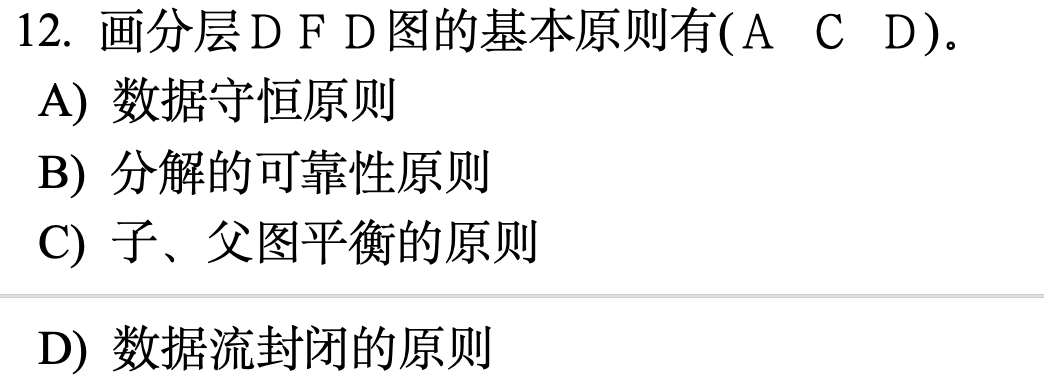 12. 画分层ＤＦＤ图的基本原则有(Ａ Ｃ Ｄ)。
A) 数据守恒原则
B) 分解的可靠性原则
C) 子、父图平衡的原则
D) 数据流封闭的原则